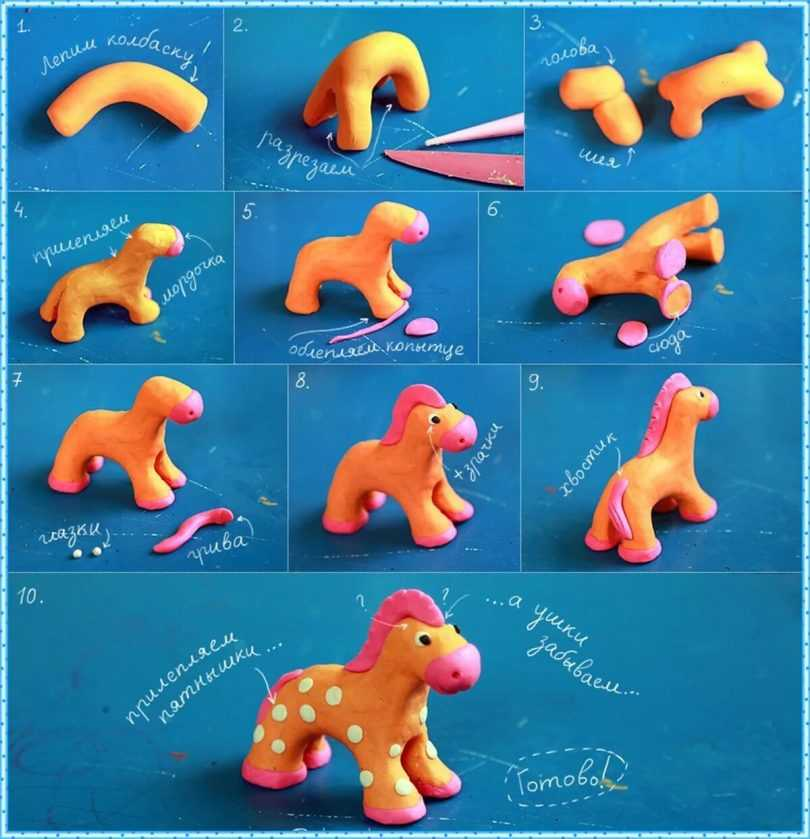 1.
Лепим колбаску!
2.
разрезаем
3.
голова
шея
4.
прилепляем
мордочка
5.
облепляем копытце
6.
сюда
7
глазки
грива
8.
+зрачки
9.
хвостик
10.
прилепляем
пятнышки...
?
?
...а ушки
забываем...
Готово!